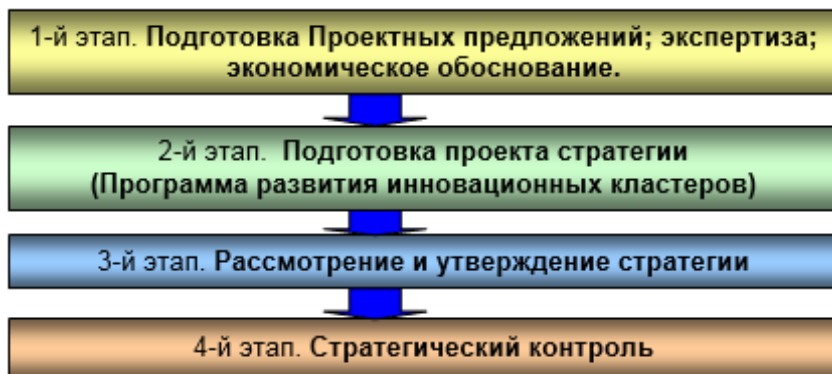 1-й этап. Подготовка Проектных предложений; экспертиза;
экономическое обоснование.
2-й этап. Подготовка проекта стратегии
(Программа развития инновационных кластеров)
3-й этап. Рассмотрение и утверждение стратегии
4-й этап. Стратегический контроль